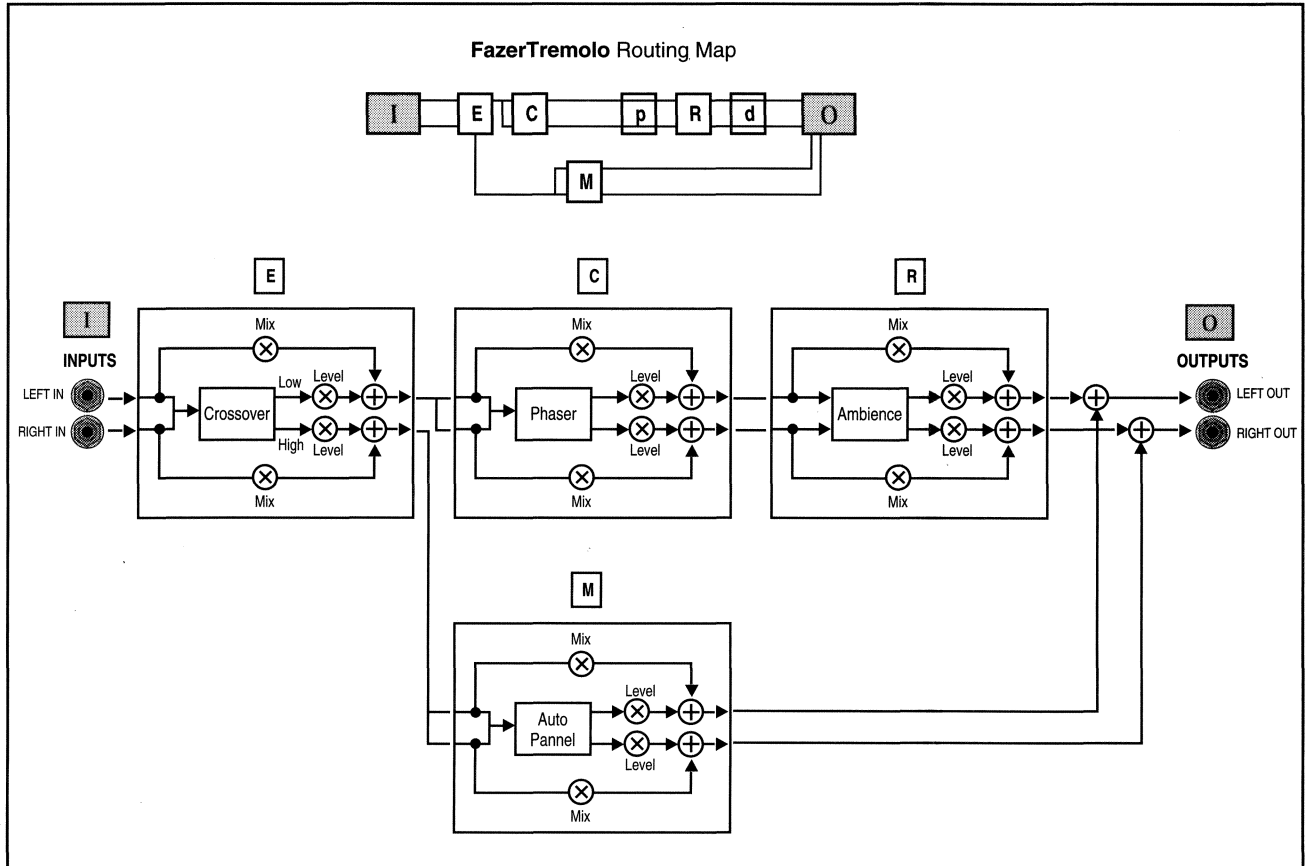 FazerTremolo Routing Map
I E C p R d O
M
E C R
I O
INPUTS OUTPUTS
Mix Mix Mix
LEFT IN Crossover Low Level Phaser Level Ambience Level LEFT OUT
RIGHT IN High Level Level Level RIGHT OUT
Mix Mix Mix
M
Mix
Level
Auto
Pannel
Level
Mix